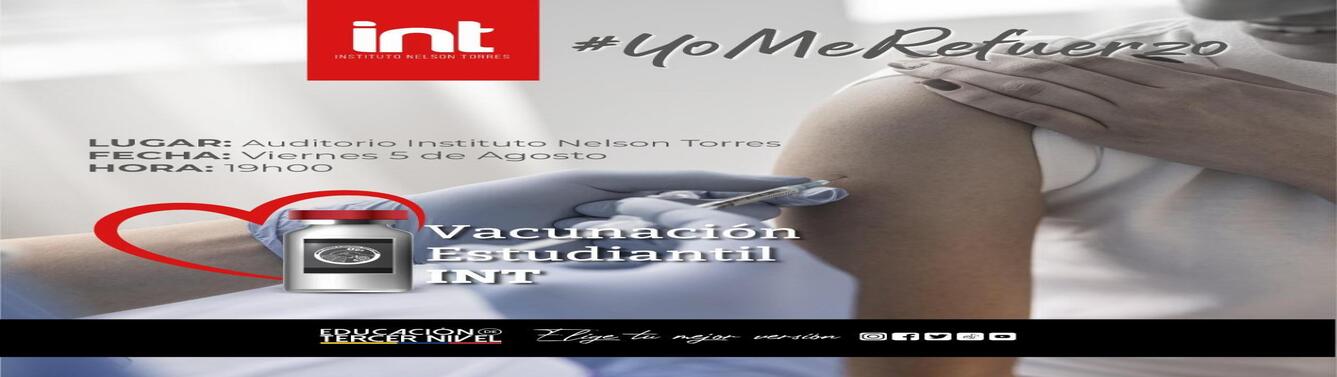 int
INSTITUTO NELSON TORRES
#YoMeRefuerzo
LUGAR: Auditorio Instituto Nelson Torres
FECHA: Viernes 5 de Agosto
HORA: 19h00
Vacunación
Estudiantil
INT
EDUCACIÓN DE
TERCER NIVEL
Elige tu mejor versión